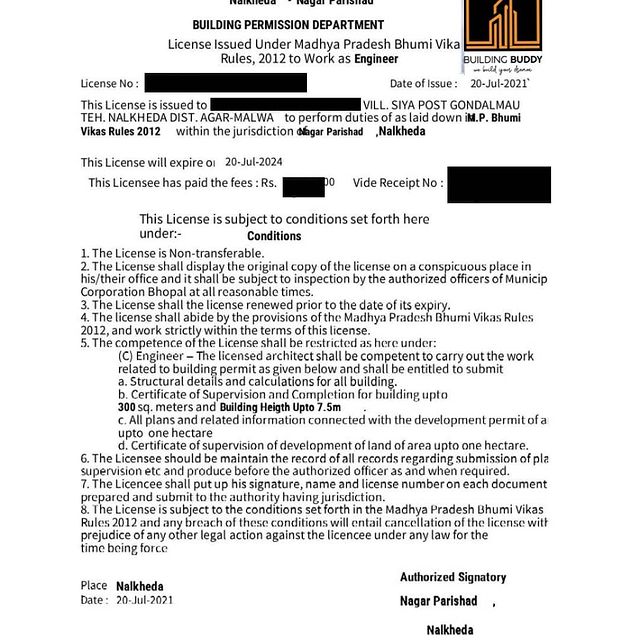 Nalkheda - Nagar Parishad
BUILDING PERMISSION DEPARTMENT
License Issued Under Madhya Pradesh Bhumi Vika
Rules, 2012 to Work as Engineer
BUILDING BUDDY
we build your dream
License No :
Date of Issue : 20-Jul-2021`
This License is issued to VILL. SIYA POST GONDALMAU
TEH. NALKHEDA DIST. AGAR-MALWA to perform duties of as laid down in M.P. Bhumi
Vikas Rules 2012 within the jurisdiction of Nagar Parishad ,Nalkheda
This License will expire on 20-Jul-2024
This Licensee has paid the fees : Rs. 00 Vide Receipt No :
This License is subject to conditions set forth here
under:- Conditions
1. The License is Non-transferable.
2. The License shall display the original copy of the license on a conspicuous place in
his/their office and it shall be subject to inspection by the authorized officers of Municip
Corporation Bhopal at all reasonable times.
3. The License shall the license renewed prior to the date of its expiry.
4. The License shall abide by the provisions of the Madhya Pradesh Bhumi Vikas Rules
2012, and work strictly within the terms of this license.
5. The competence of the License shall be restricted as here under:
(C) Engineer – The licensed architect shall be competent to carry out the work
related to building permit as given below and shall be entitled to submit
a. Structural details and calculations for all building.
b. Certificate of Supervision and Completion for building upto
300 sq. meters and Building Heigth Upto 7.5m .
c. All plans and related information connected with the development permit of a
upto one hectare
d. Certificate of supervision of development of land of area upto one hectare.
6. The Licensee should be maintain the record of all records regarding submission of pla
supervision etc and produce before the authorized officer as and when required.
7. The Licencee shall put up his signature, name and license number on each document
prepared and submit to the authority having jurisdiction.
8. The License is subject to the conditions set forth in the Madhya Pradesh Bhumi Vikas
Rules 2012 and any breach of these conditions will entail cancellation of the license with
prejudice of any other legal action against the licencee under any law for the
time being force
Place Nalkheda
Date : 20-Jul-2021
Authorized Signatory
Nagar Parishad ,
Nalkheda